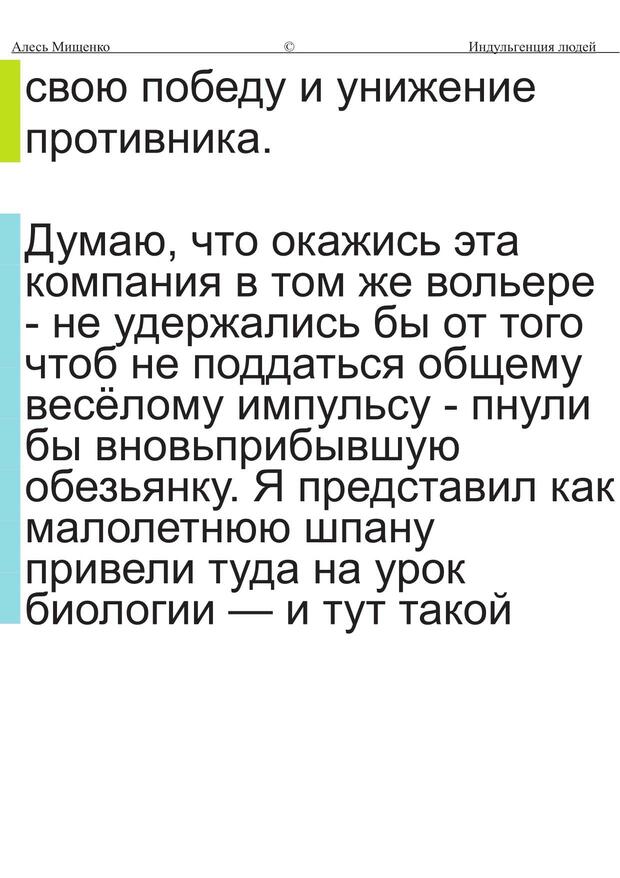 Алесь Мищенко © Индульгенция людей
свою победу и унижение
противника.
Думаю, что окажись эта
компания в том же вольере
- не удержались бы от того
чтоб не поддаться общему
весёлому импульсу - пнули
бы вновьприбывшую
обезьянку. Я представил как
малолетнюю шпану
привели туда на урок
биологии — и тут такой